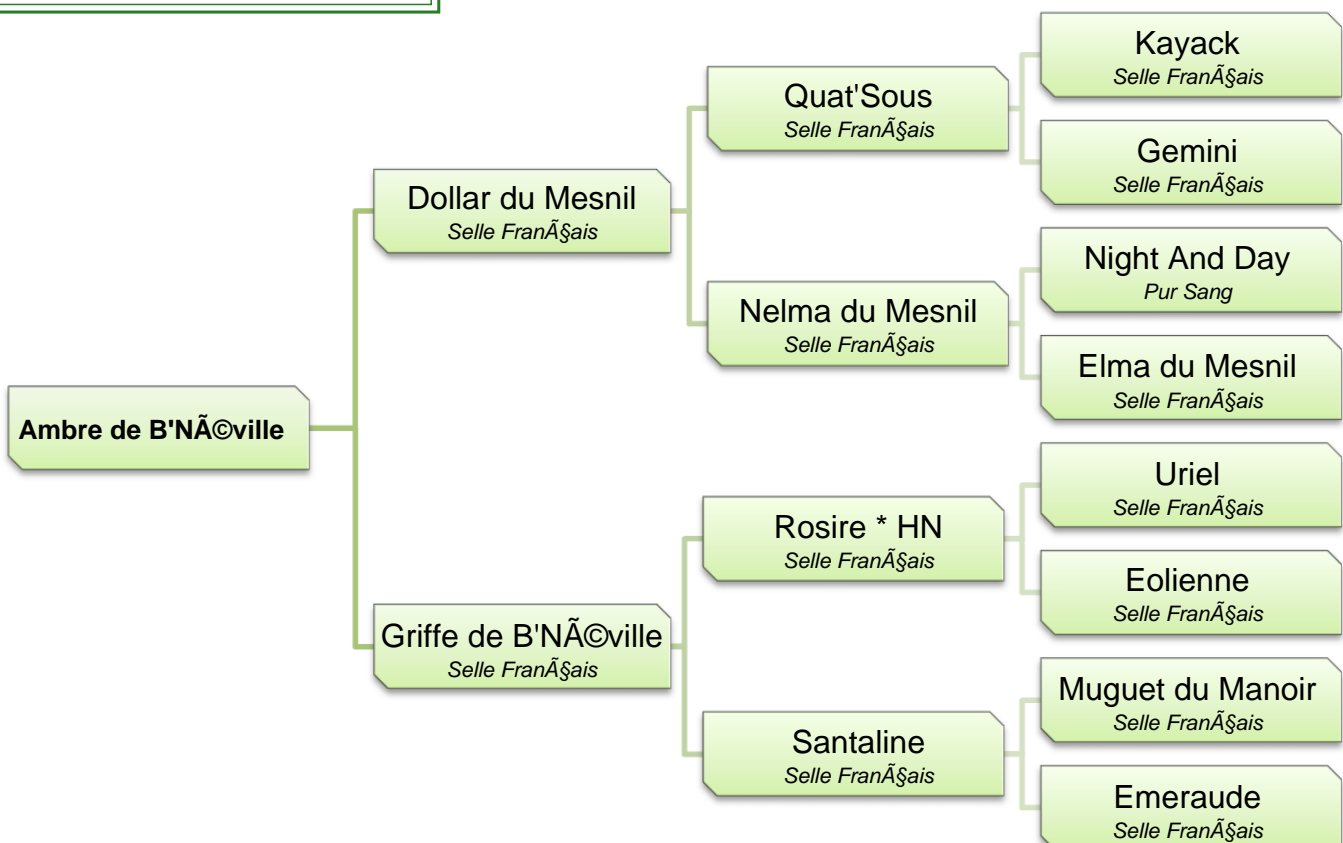 Kayack
Selle FranÃ§ais
Quat'Sous
Selle FranÃ§ais
Gemini
Selle FranÃ§ais
Dollar du Mesnil
Selle FranÃ§ais
Night And Day
Pur Sang
Nelma du Mesnil
Selle FranÃ§ais
Elma du Mesnil
Selle FranÃ§ais
Ambre de B'NÃ©ville
Uriel
Selle FranÃ§ais
Rosire * HN
Selle FranÃ§ais
Eolienne
Selle FranÃ§ais
Griffe de B'NÃ©ville
Selle FranÃ§ais
Muguet du Manoir
Selle FranÃ§ais
Santaline
Selle FranÃ§ais
Emeraude
Selle FranÃ§ais